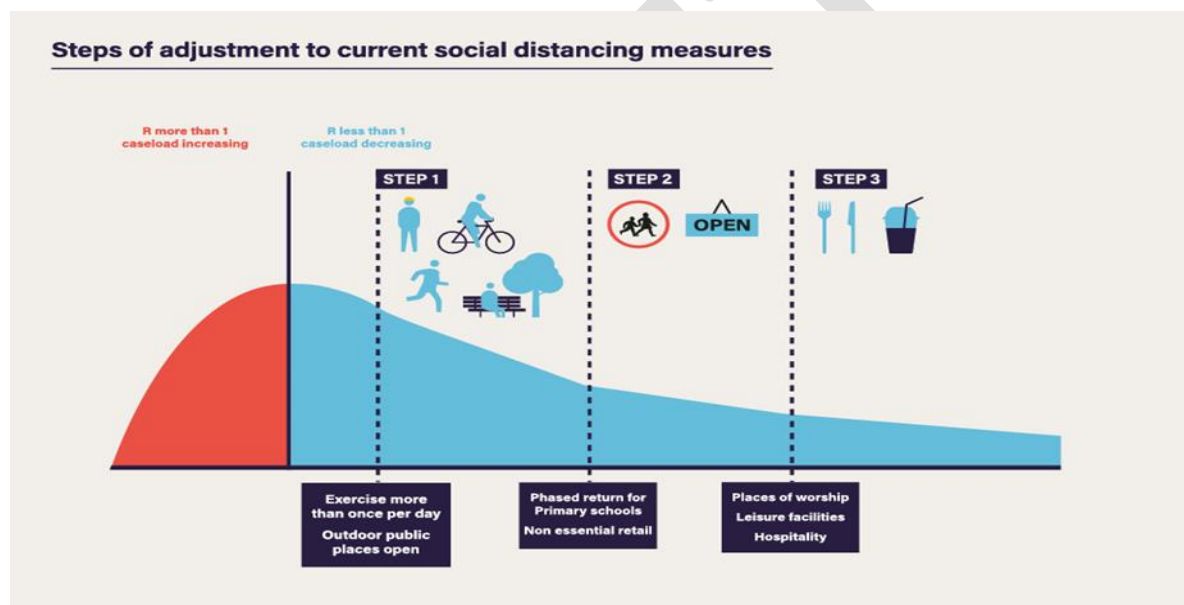 Steps of adjustment to current social distancing measures
R more than 1
caseload increasing
R less than 1
caseload decreasing
STEP 1
STEP 2
STEP 3
OPEN
Exercise more
than once per day
Outdoor public
places open
Phased return for
Primary schools
Non essential retail
Places of worship
Leisure facilities
Hospitality